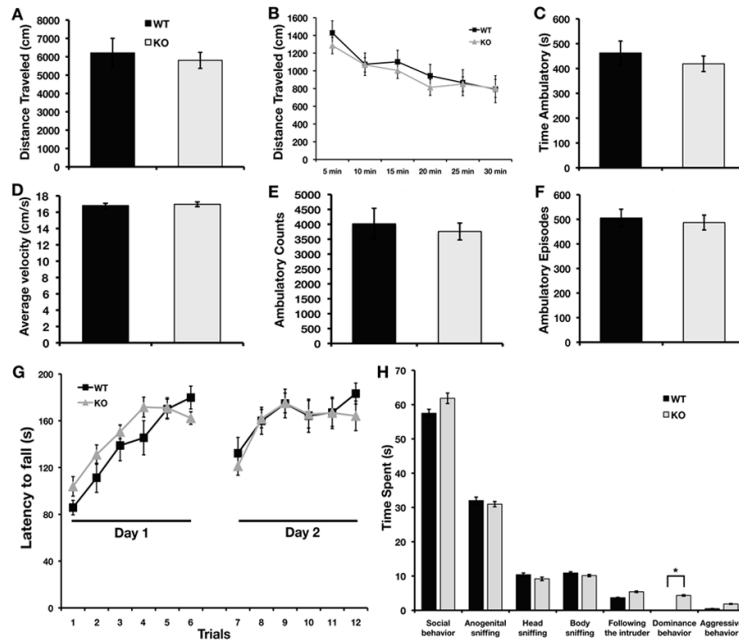 A
WT
KO
Distance Traveled (cm)
8000
7000
6000
5000
4000
3000
2000
1000
0
B
WT
KO
Distance Traveled (cm)
1600
1400
1200
1000
800
600
400
200
0
5 min 10 min 15 min 20 min 25 min 30 min
C
Time Ambulatory (s)
600
500
400
300
200
100
0
D
Average velocity (cm/s)
18
16
14
12
10
8
6
4
2
0
E
Ambulatory Counts
5000
4500
4000
3500
3000
2500
2000
1500
1000
500
0
F
Ambulatory Episodes
600
500
400
300
200
100
0
G
WT
KO
Latency to fall (s)
200
160
120
80
40
0
Day 1 Day 2
1 2 3 4 5 6 7 8 9 10 11 12
Trials
H
WT
KO
Time Spent (s)
70
60
50
40
30
20
10
0
*
Social Anogenital Head Body Following Dominance Aggressive
behavior sniffing sniffing sniffing the intruder behavior behavior